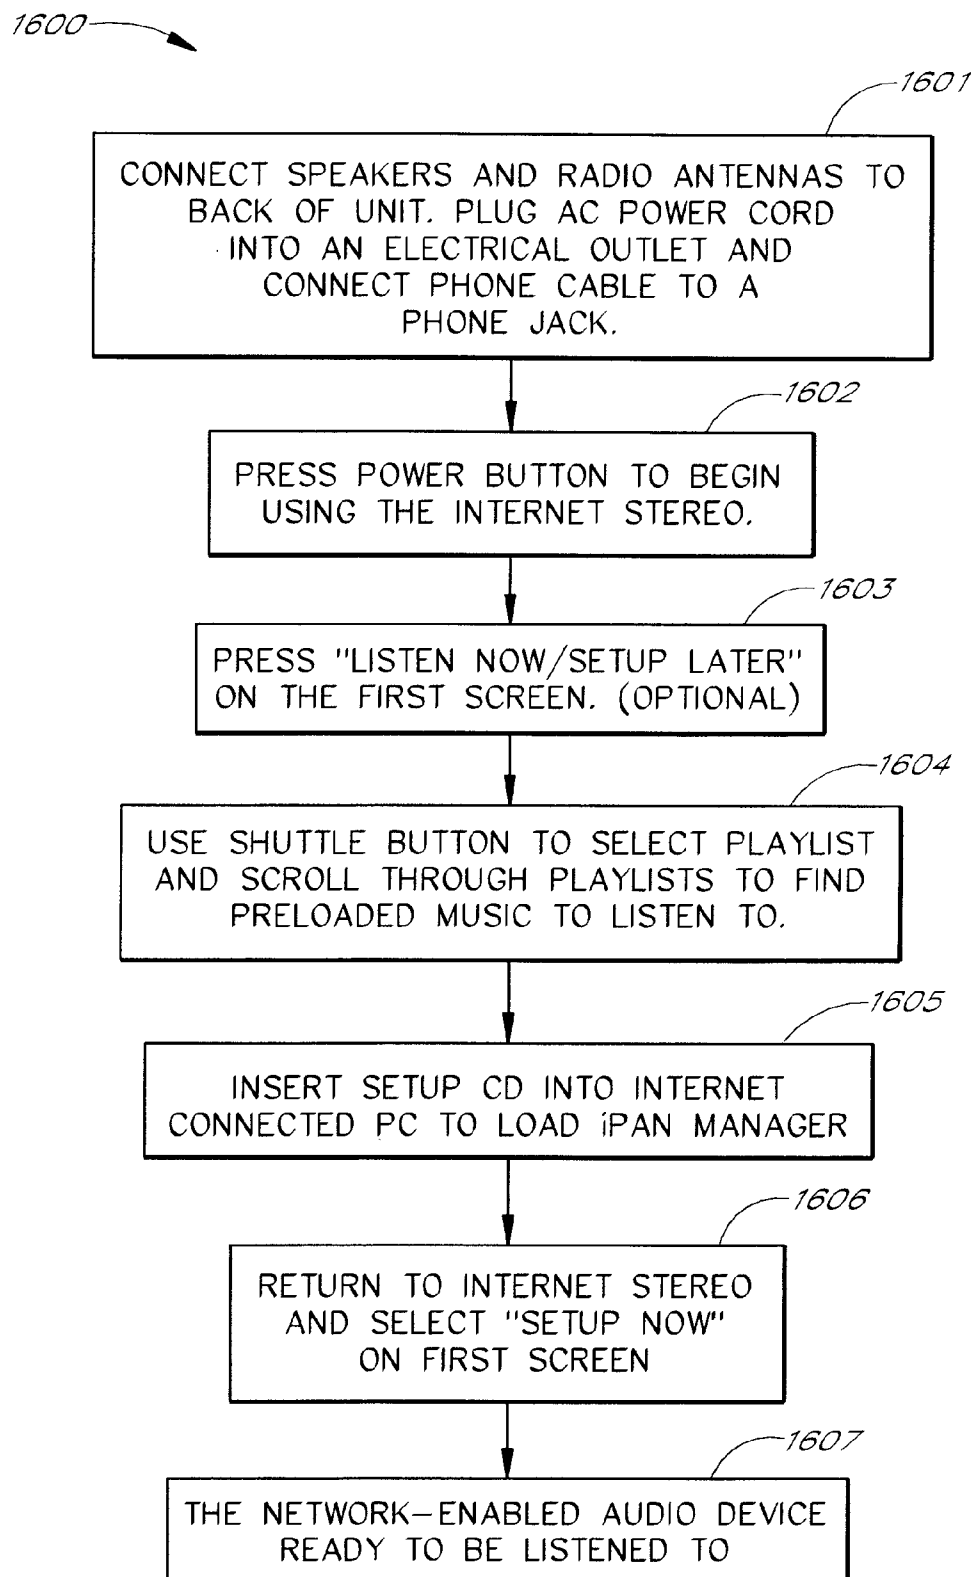 1600
1601
CONNECT SPEAKERS AND RADIO ANTENNAS TO
BACK OF UNIT. PLUG AC POWER CORD
INTO AN ELECTRICAL OUTLET AND
CONNECT PHONE CABLE TO A
PHONE JACK.
1602
PRESS POWER BUTTON TO BEGIN
USING THE INTERNET STEREO.
1603
PRESS "LISTEN NOW/SETUP LATER"
ON THE FIRST SCREEN. (OPTIONAL)
1604
USE SHUTTLE BUTTON TO SELECT PLAYLIST
AND SCROLL THROUGH PLAYLISTS TO FIND
PRELOADED MUSIC TO LISTEN TO.
1605
INSERT SETUP CD INTO INTERNET
CONNECTED PC TO LOAD iPAN MANAGER
1606
RETURN TO INTERNET STEREO
AND SELECT "SETUP NOW"
ON FIRST SCREEN
1607
THE NETWORK-ENABLED AUDIO DEVICE
READY TO BE LISTENED TO